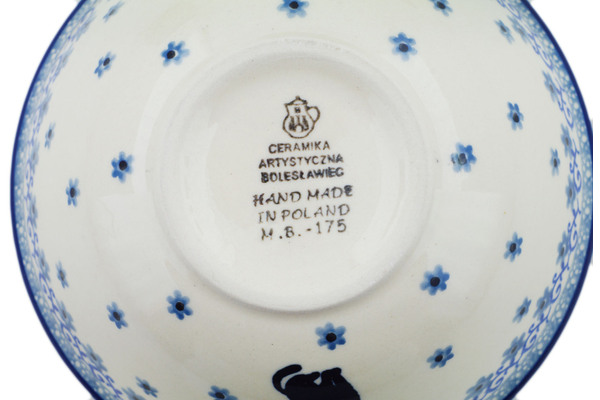 CERAMIKA
ARTYSTYCZNA
BOLESŁAWIEC
HAND MADE
IN POLAND
M.B.-175